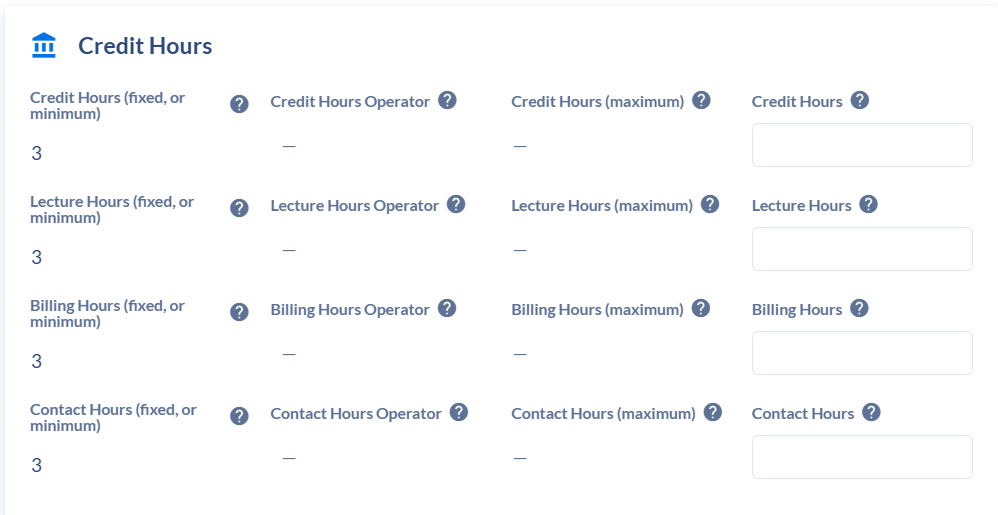 Credit Hours
Credit Hours (fixed, or
minimum)
?
Credit Hours Operator ?
Credit Hours (maximum) ?
Credit Hours ?
3
—
—
Lecture Hours (fixed, or
minimum)
?
Lecture Hours Operator ?
Lecture Hours (maximum) ?
Lecture Hours ?
3
—
—
Billing Hours (fixed, or
minimum)
?
Billing Hours Operator ?
Billing Hours (maximum) ?
Billing Hours ?
3
—
—
Contact Hours (fixed, or
minimum)
?
Contact Hours Operator ?
Contact Hours (maximum) ?
Contact Hours ?
3
—
—